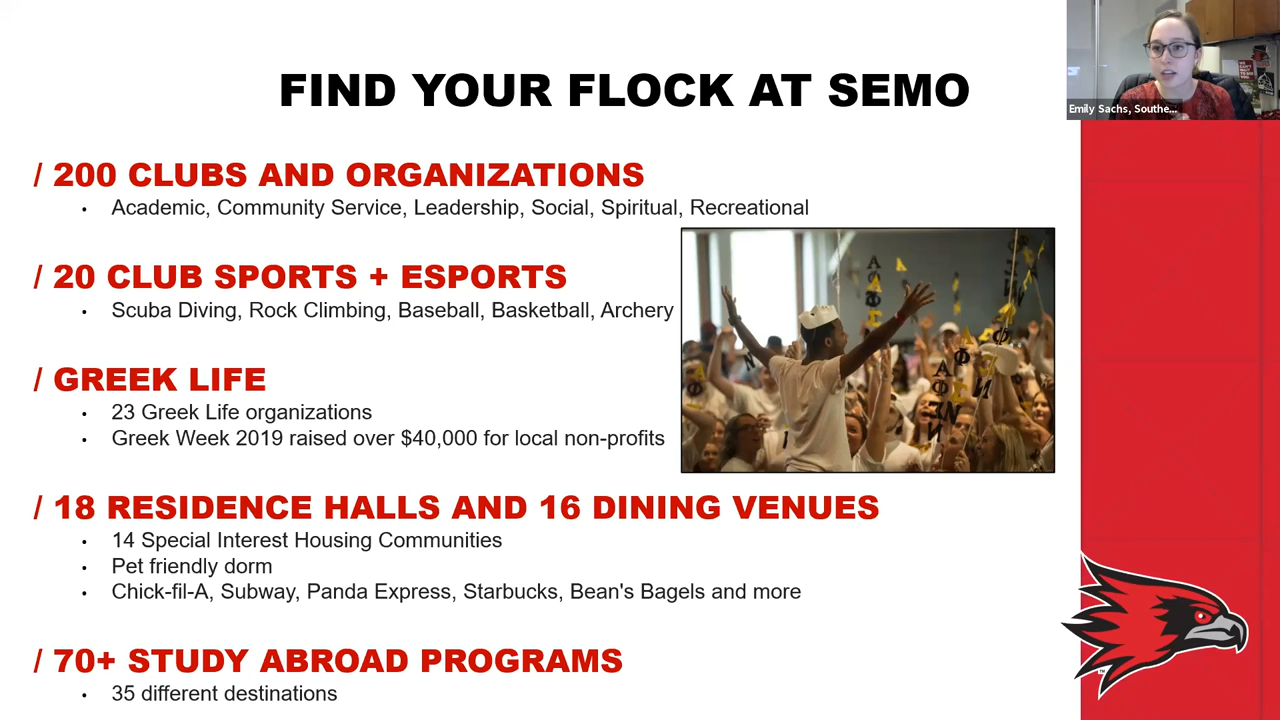 FIND YOUR FLOCK AT SEMO
Emily Sachs, Southe...
/ 200 CLUBS AND ORGANIZATIONS
• Academic, Community Service, Leadership, Social, Spiritual, Recreational
/ 20 CLUB SPORTS + ESPORTS
• Scuba Diving, Rock Climbing, Baseball, Basketball, Archery
/ GREEK LIFE
• 23 Greek Life organizations
• Greek Week 2019 raised over $40,000 for local non-profits
/ 18 RESIDENCE HALLS AND 16 DINING VENUES
• 14 Special Interest Housing Communities
• Pet friendly dorm
• Chick-fil-A, Subway, Panda Express, Starbucks, Bean's Bagels and more
/ 70+ STUDY ABROAD PROGRAMS
• 35 different destinations